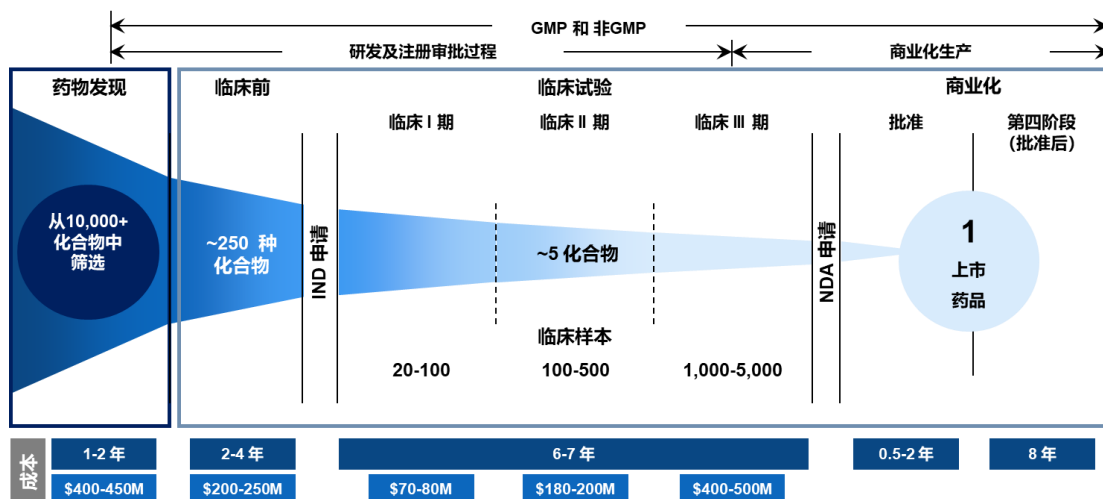 GMP 和 非GMP
研发及注册审批过程
商业化生产
药物发现
临床前
临床试验
商业化
临床 I 期
临床 II 期
临床 III 期
批准
第四阶段
（批准后）
从10,000+
化合物中
筛选
~250 种
化合物
IND 申请
~5 化合物
NDA 申请
1
上市
药品
临床样本
20-100
100-500
1,000-5,000
成本
1-2 年
2-4 年
6-7 年
0.5-2 年
8 年
$400-450M
$200-250M
$70-80M
$180-200M
$400-500M